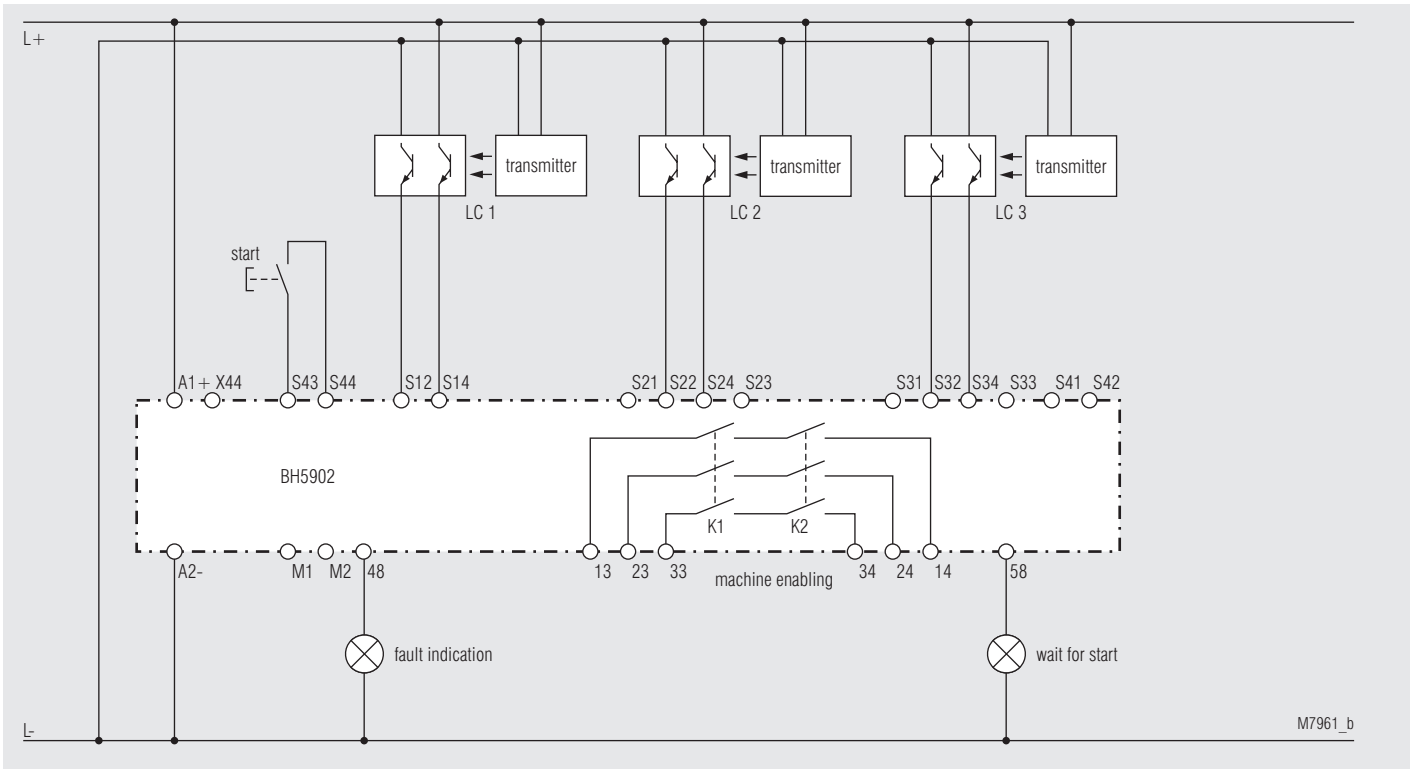 L+
transmitter
transmitter
transmitter
LC 1
LC 2
LC 3
start
A1+ X44 S43 S44 S12 S14 S21 S22 S24 S23 S31 S32 S34 S33 S41 S42
BH5902
K1 K2
A2- M1 M2 48 13 23 33 machine enabling 34 24 14 58
fault indication
wait for start
L-
M7961_b